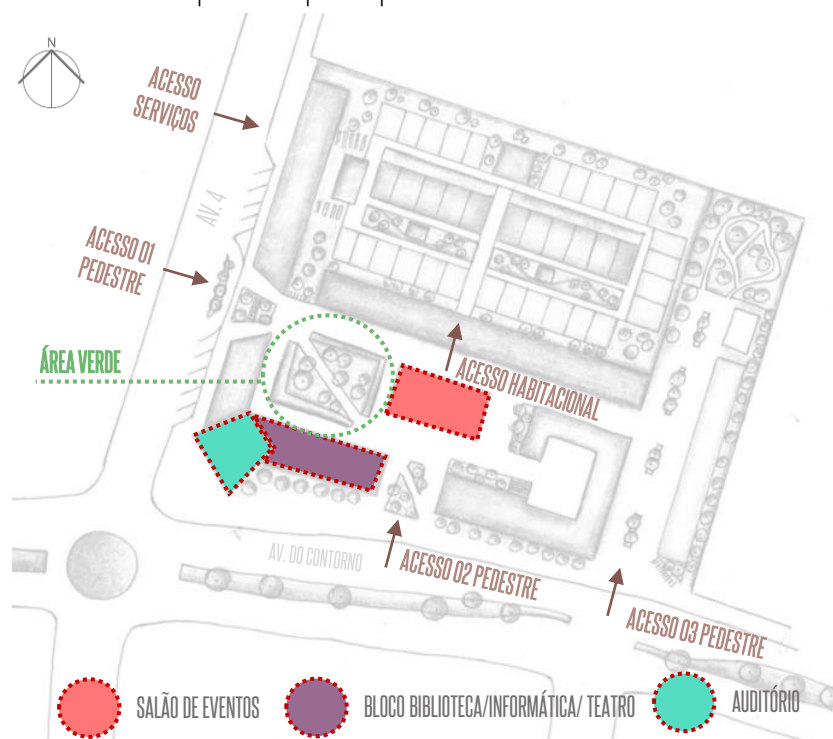 N
ACESSO
SERVIÇOS
AV. 4
ACESSO 01
PEDESTRE
ÁREA VERDE
ACESSO HABITACIONAL
AV. DO CONTORNO
ACESSO 02 PEDESTRE
ACESSO 03 PEDESTRE
SALÃO DE EVENTOS
BLOCO BIBLIOTECA/INFORMÁTICA/ TEATRO
AUDITÓRIO